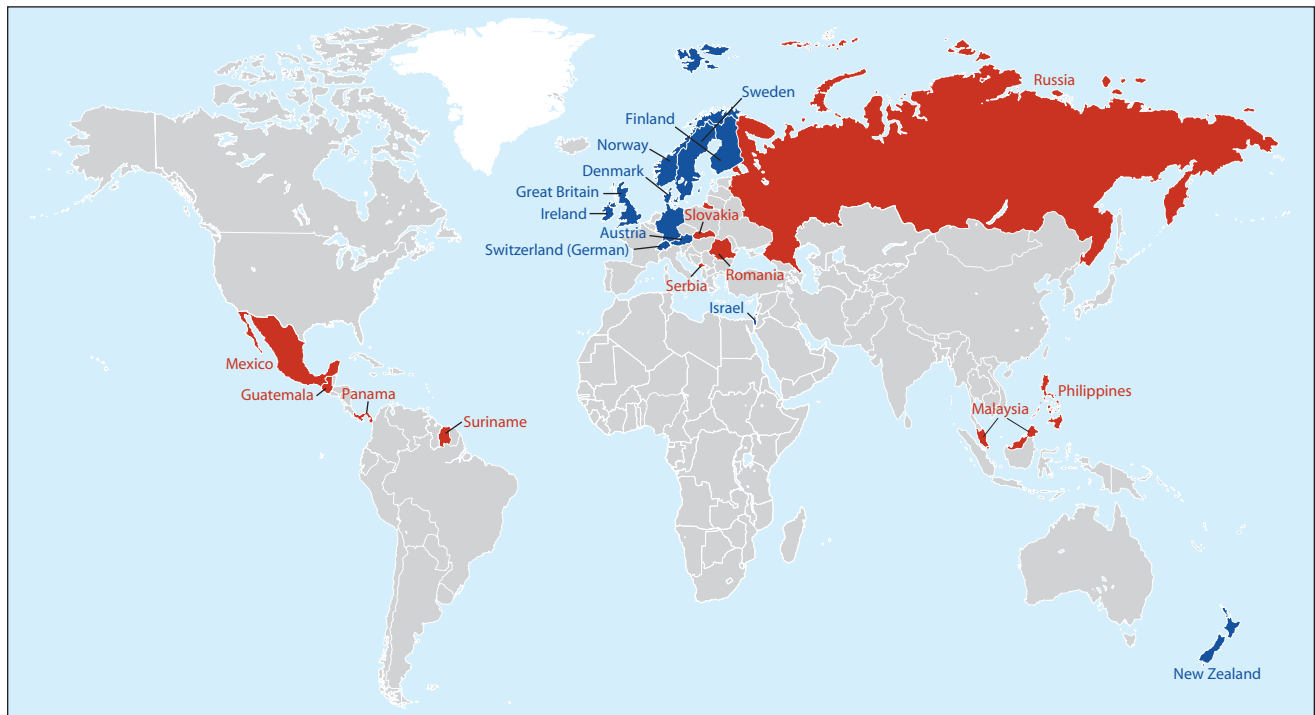 Russia
Sweden
Finland
Norway
Denmark
Great Britain
Ireland
Slovakia
Austria
Switzerland (German)
Romania
Serbia
Israel
Mexico
Guatemala
Panama
Suriname
Philippines
Malaysia
New Zealand